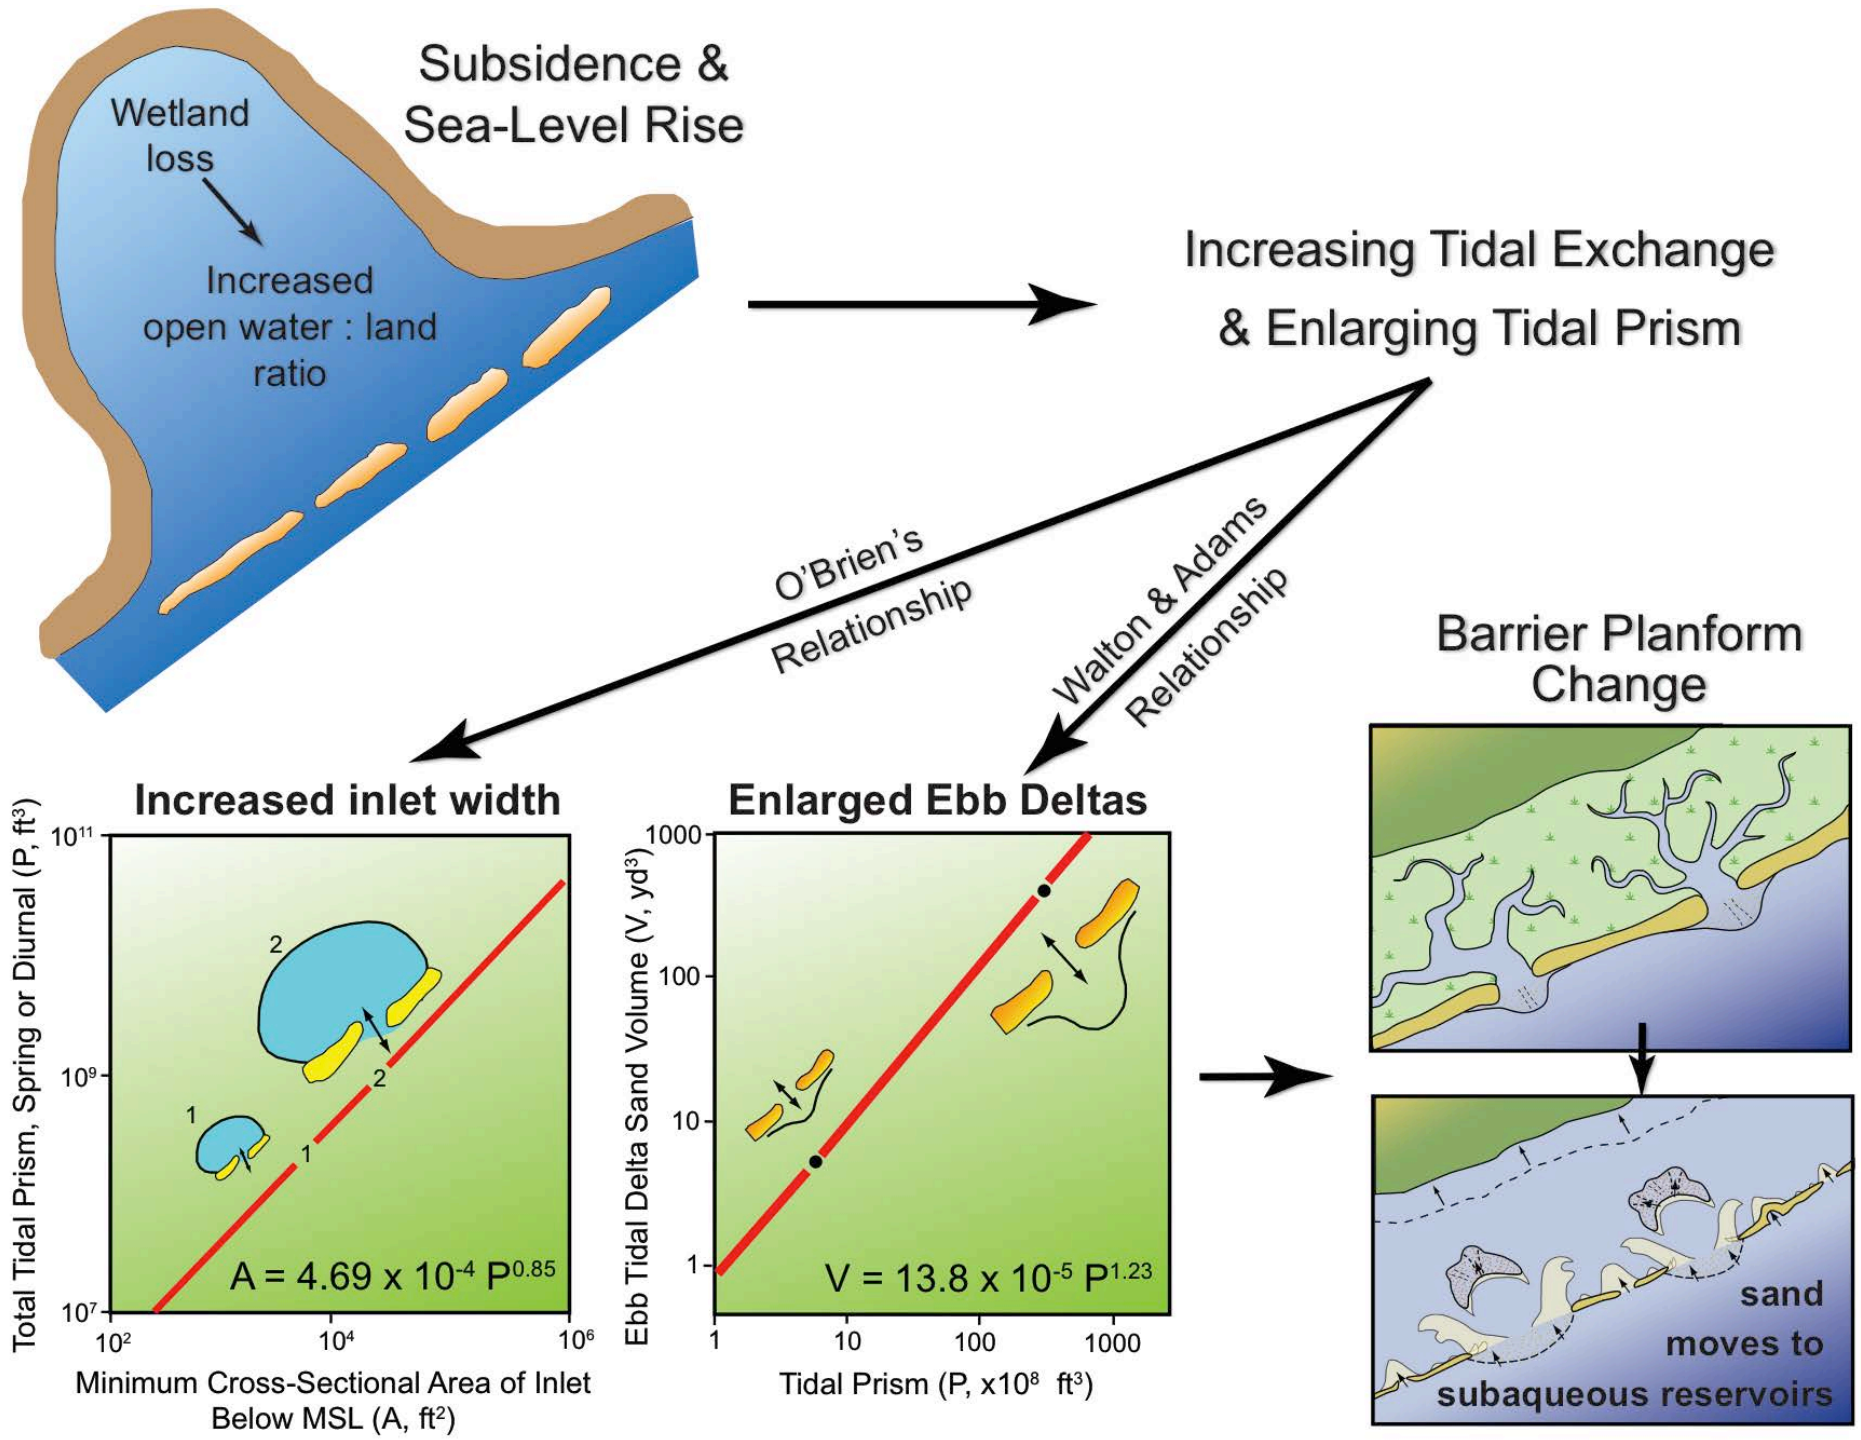 Subsidence &
Sea-Level Rise
Wetland
loss
Increased
open water : land
ratio
Increasing Tidal Exchange
& Enlarging Tidal Prism
O'Brien's
Relationship
Walton & Adams
Relationship
Barrier Planform
Change
Increased inlet width
Total Tidal Prism, Spring or Diurnal (P, ft³)
10¹¹
10⁹
10⁷
2
1
2
1
A = 4.69 x 10⁻⁴ P⁰·⁸⁵
10²
10⁴
10⁶
Minimum Cross-Sectional Area of Inlet
Below MSL (A, ft²)
Enlarged Ebb Deltas
Ebb Tidal Delta Sand Volume (V, yd³)
1000
100
10
1
V = 13.8 x 10⁻⁵ P¹·²³
1
10
100
1000
Tidal Prism (P, x10⁸ ft³)
sand
moves to
subaqueous reservoirs